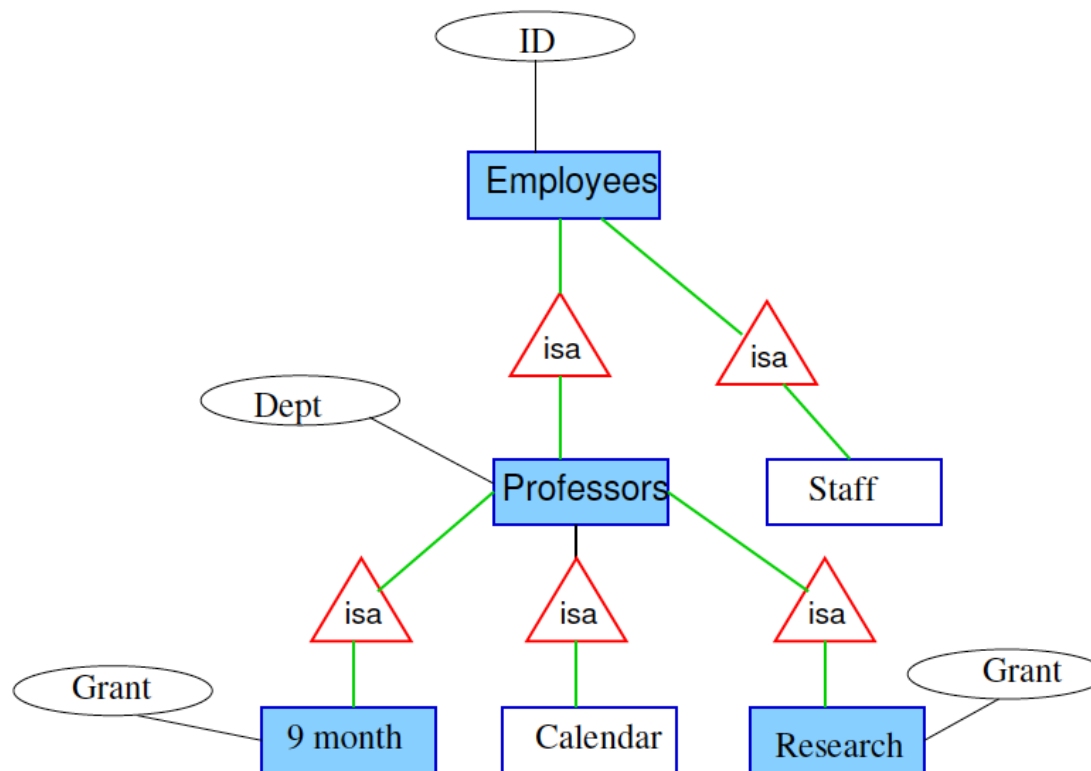 ID
Employees
isa
isa
Dept
Professors
Staff
isa
isa
isa
Grant
Grant
9 month
Calendar
Research